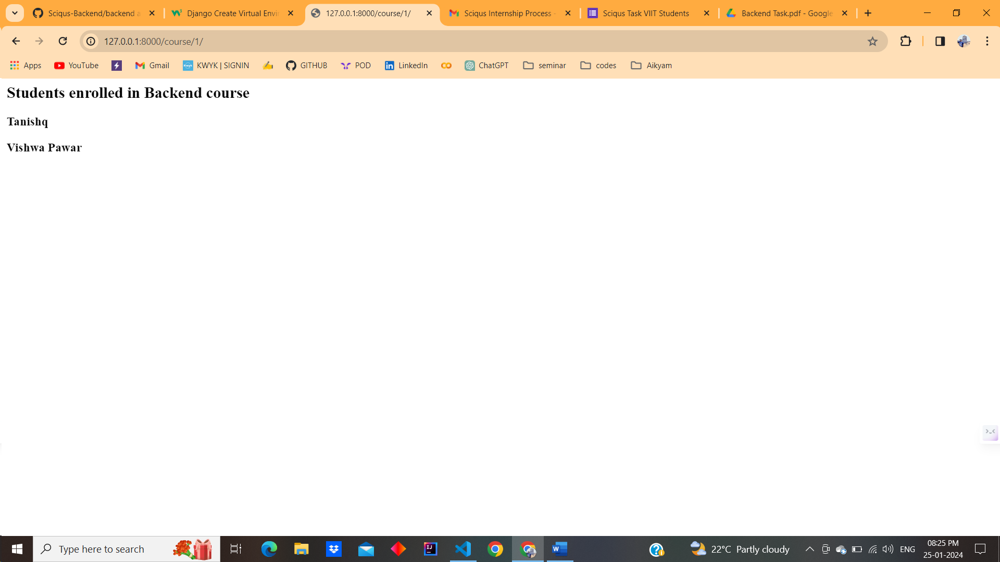 Sciqus-Backend/backend a
Django Create Virtual Envir
127.0.0.1:8000/course/1/
Sciqus Internship Process -
Sciqus Task VIIT Students
Backend Task.pdf - Google
127.0.0.1:8000/course/1/
Apps
YouTube
Gmail
KWYK | SIGNIN
GITHUB
POD
LinkedIn
ChatGPT
seminar
codes
Aikyam
Students enrolled in Backend course
Tanishq
Vishwa Pawar
Type here to search
22°C Partly cloudy
ENG
08:25 PM
25-01-2024